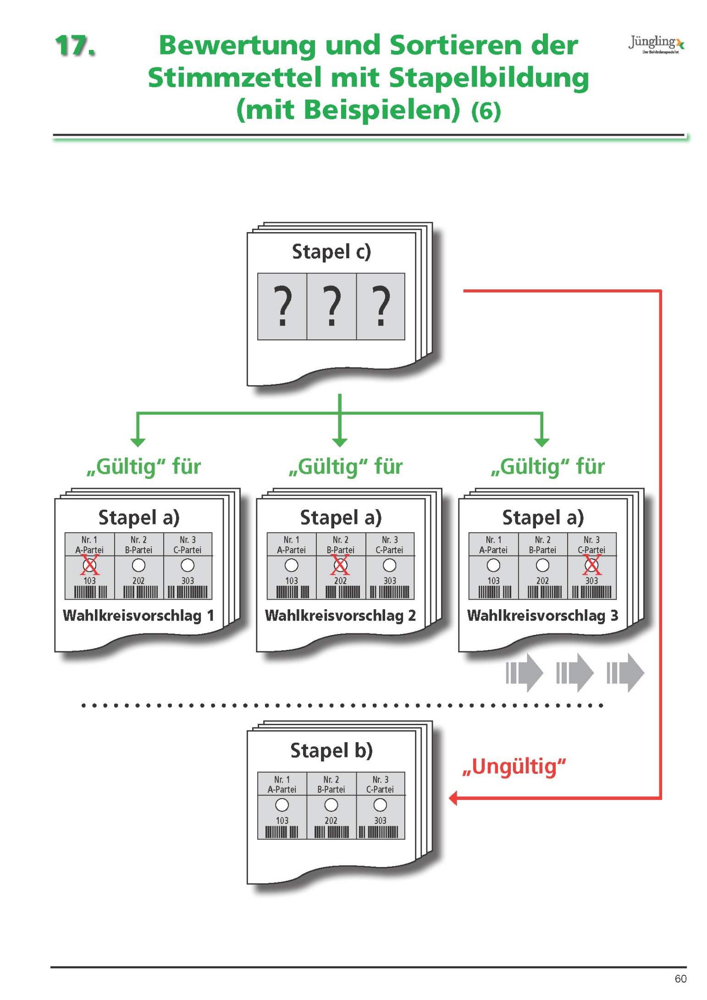 17.
Bewertung und Sortieren der
Stimmzettel mit Stapelbildung
(mit Beispielen) (6)
Jüngling
Der Behördenspezialist
Stapel c)
? ? ?
„Gültig“ für „Gültig“ für „Gültig“ für
Stapel a)
Nr. 1 Nr. 2 Nr. 3
A-Partei B-Partei C-Partei
X
103 202 303
Wahlkreisvorschlag 1
Stapel a)
Nr. 1 Nr. 2 Nr. 3
A-Partei B-Partei C-Partei
X
103 202 303
Wahlkreisvorschlag 2
Stapel a)
Nr. 1 Nr. 2 Nr. 3
A-Partei B-Partei C-Partei
X
103 202 303
Wahlkreisvorschlag 3
Stapel b)
Nr. 1 Nr. 2 Nr. 3
A-Partei B-Partei C-Partei
103 202 303
„Ungültig“
60